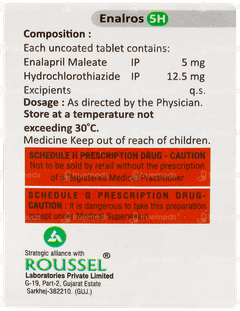 Enalros 5H
Composition :
Each uncoated tablet contains:
Enalapril Maleate IP 5 mg
Hydrochlorothiazide IP 12.5 mg
Excipients q.s.
Dosage : As directed by the Physician.
Store at a temperature not
exceeding 30°C.
Medicine Keep out of reach of children.
SCHEDULE H PRESCRIPTION DRUG - CAUTION
Not to be sold by retail without the prescription
of a Registered Medical Practitioner
SCHEDULE G PRESCRIPTION DRUG-
CAUTION : It is dangerous to take this preparation
except under Medical Supervision
Strategic alliance with
ROUSSEL
Laboratories Private Limited
G-19, Part-2, Gujarat Estate
Sarkhej-382210. (GUJ.)